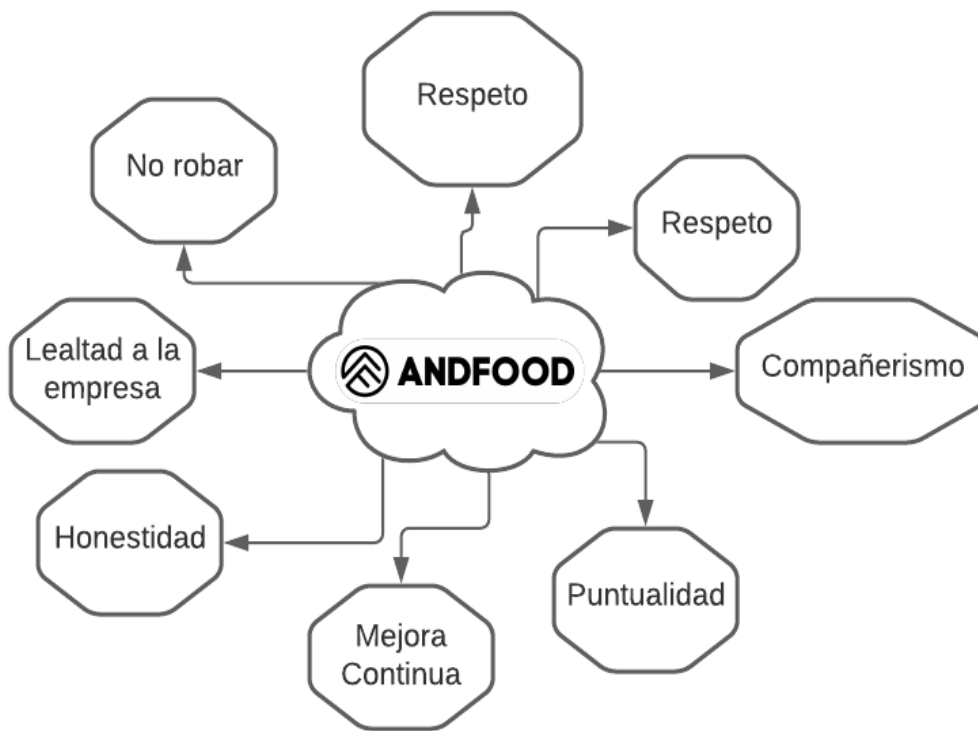 Respeto
No robar
Respeto
Lealtad a la
empresa
ANDFOOD
Compañerismo
Honestidad
Puntualidad
Mejora
Continua